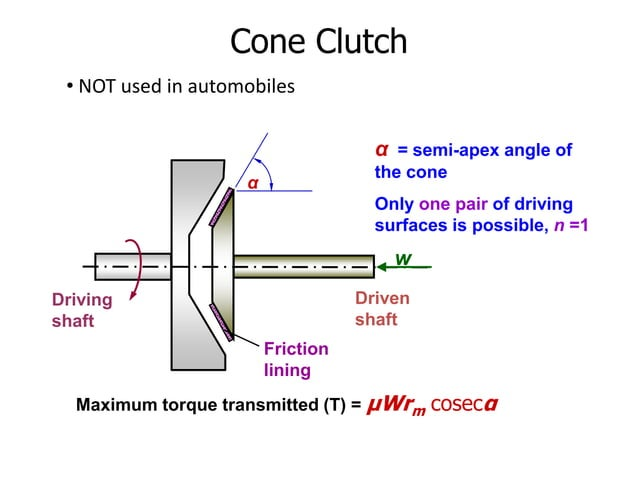 Cone Clutch
• NOT used in automobiles
α = semi-apex angle of
the cone
Only one pair of driving
surfaces is possible, n =1
α
W
Driving
shaft
Driven
shaft
Friction
lining
Maximum torque transmitted (T) = μWrm cosecα